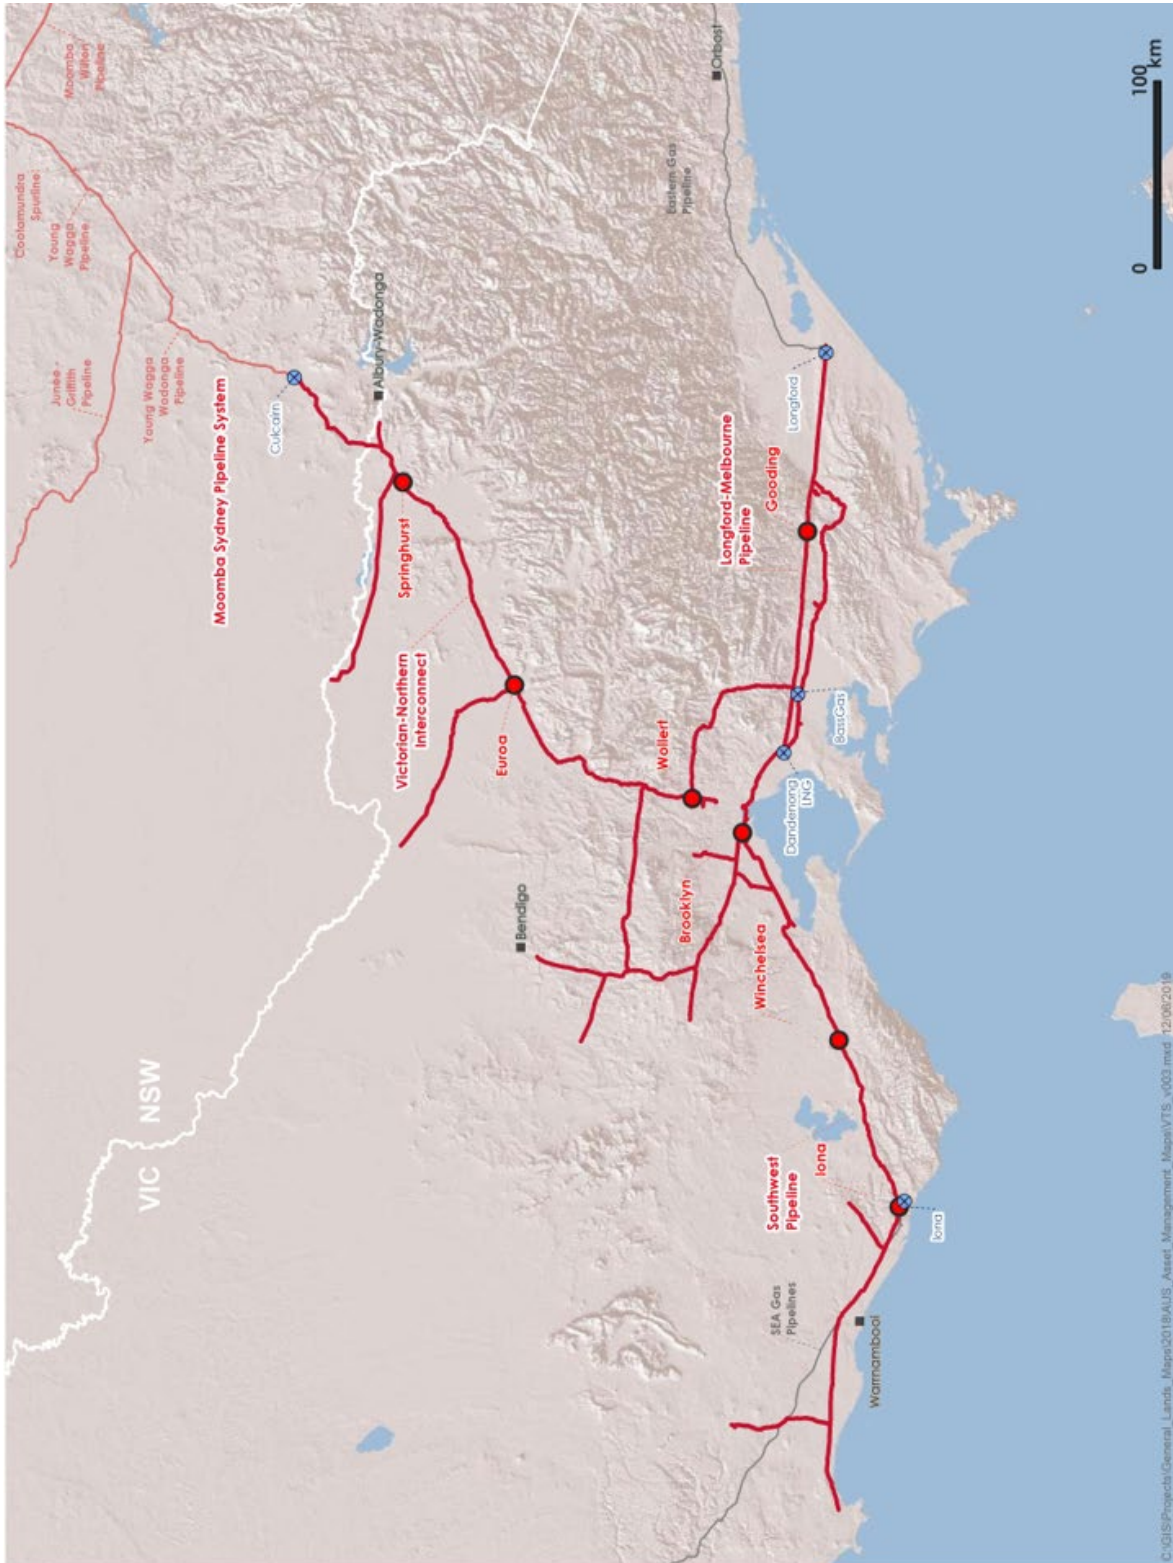 Moomba
Wilton
Pipeline
Cootamundra
Spurline
Young
Wagga
Pipeline
Junee -
Griffith
Pipeline
Young Wagga
Wodonga
Pipeline
Culcairn
Moomba Sydney Pipeline System
Albury-Wadonga
Springhurst
Victorian-Northern
Interconnect
Euroa
VIC
NSW
Bendigo
Orbost
Eastern Gas
Pipeline
Longford
Longford-Melbourne
Pipeline
Gooding
Wollert
BassGas
Dandenong
LNG
Brooklyn
Winchelsea
Southwest
Pipeline
Iona
Iona
SEA Gas
Pipelines
Warrnambool
0
100
km